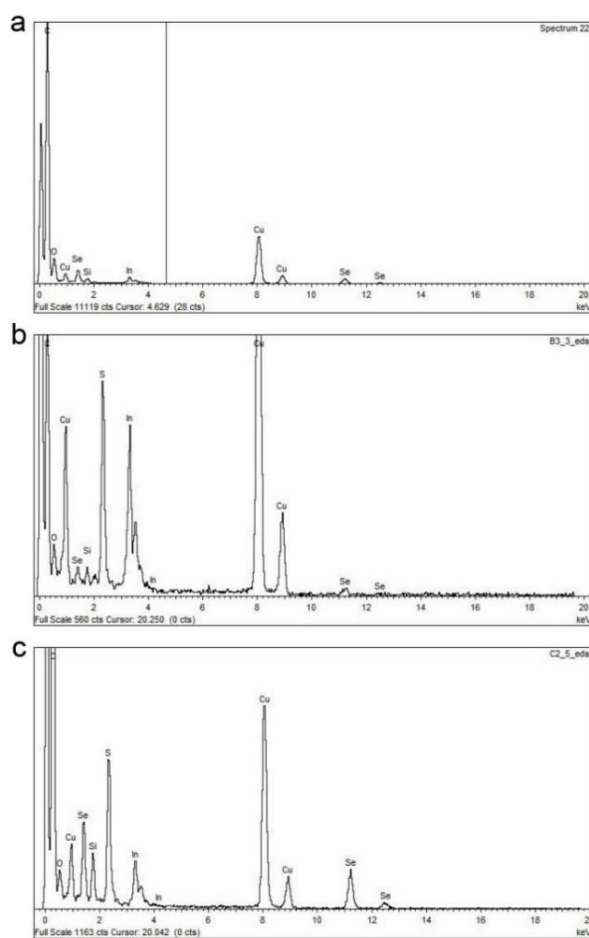 a
Spectrum 22
C
O
Cu
Se
Si
In
Cu
Cu
Se
Se
0 2 4 6 8 10 12 14 16 18 20
Full Scale 11119 cts Cursor: 4.629 (28 cts) keV
b
B3_3_eds
C
Cu
S
In
Cu
Cu
O
Se
Si
In
Se
Se
0 2 4 6 8 10 12 14 16 18 20
Full Scale 560 cts Cursor: 20.250 (0 cts) keV
c
C2_5_eds
O
Cu
Se
Si
S
In
In
Cu
Cu
Se
Se
0 2 4 6 8 10 12 14 16 18 20
Full Scale 1163 cts Cursor: 20.042 (0 cts) keV